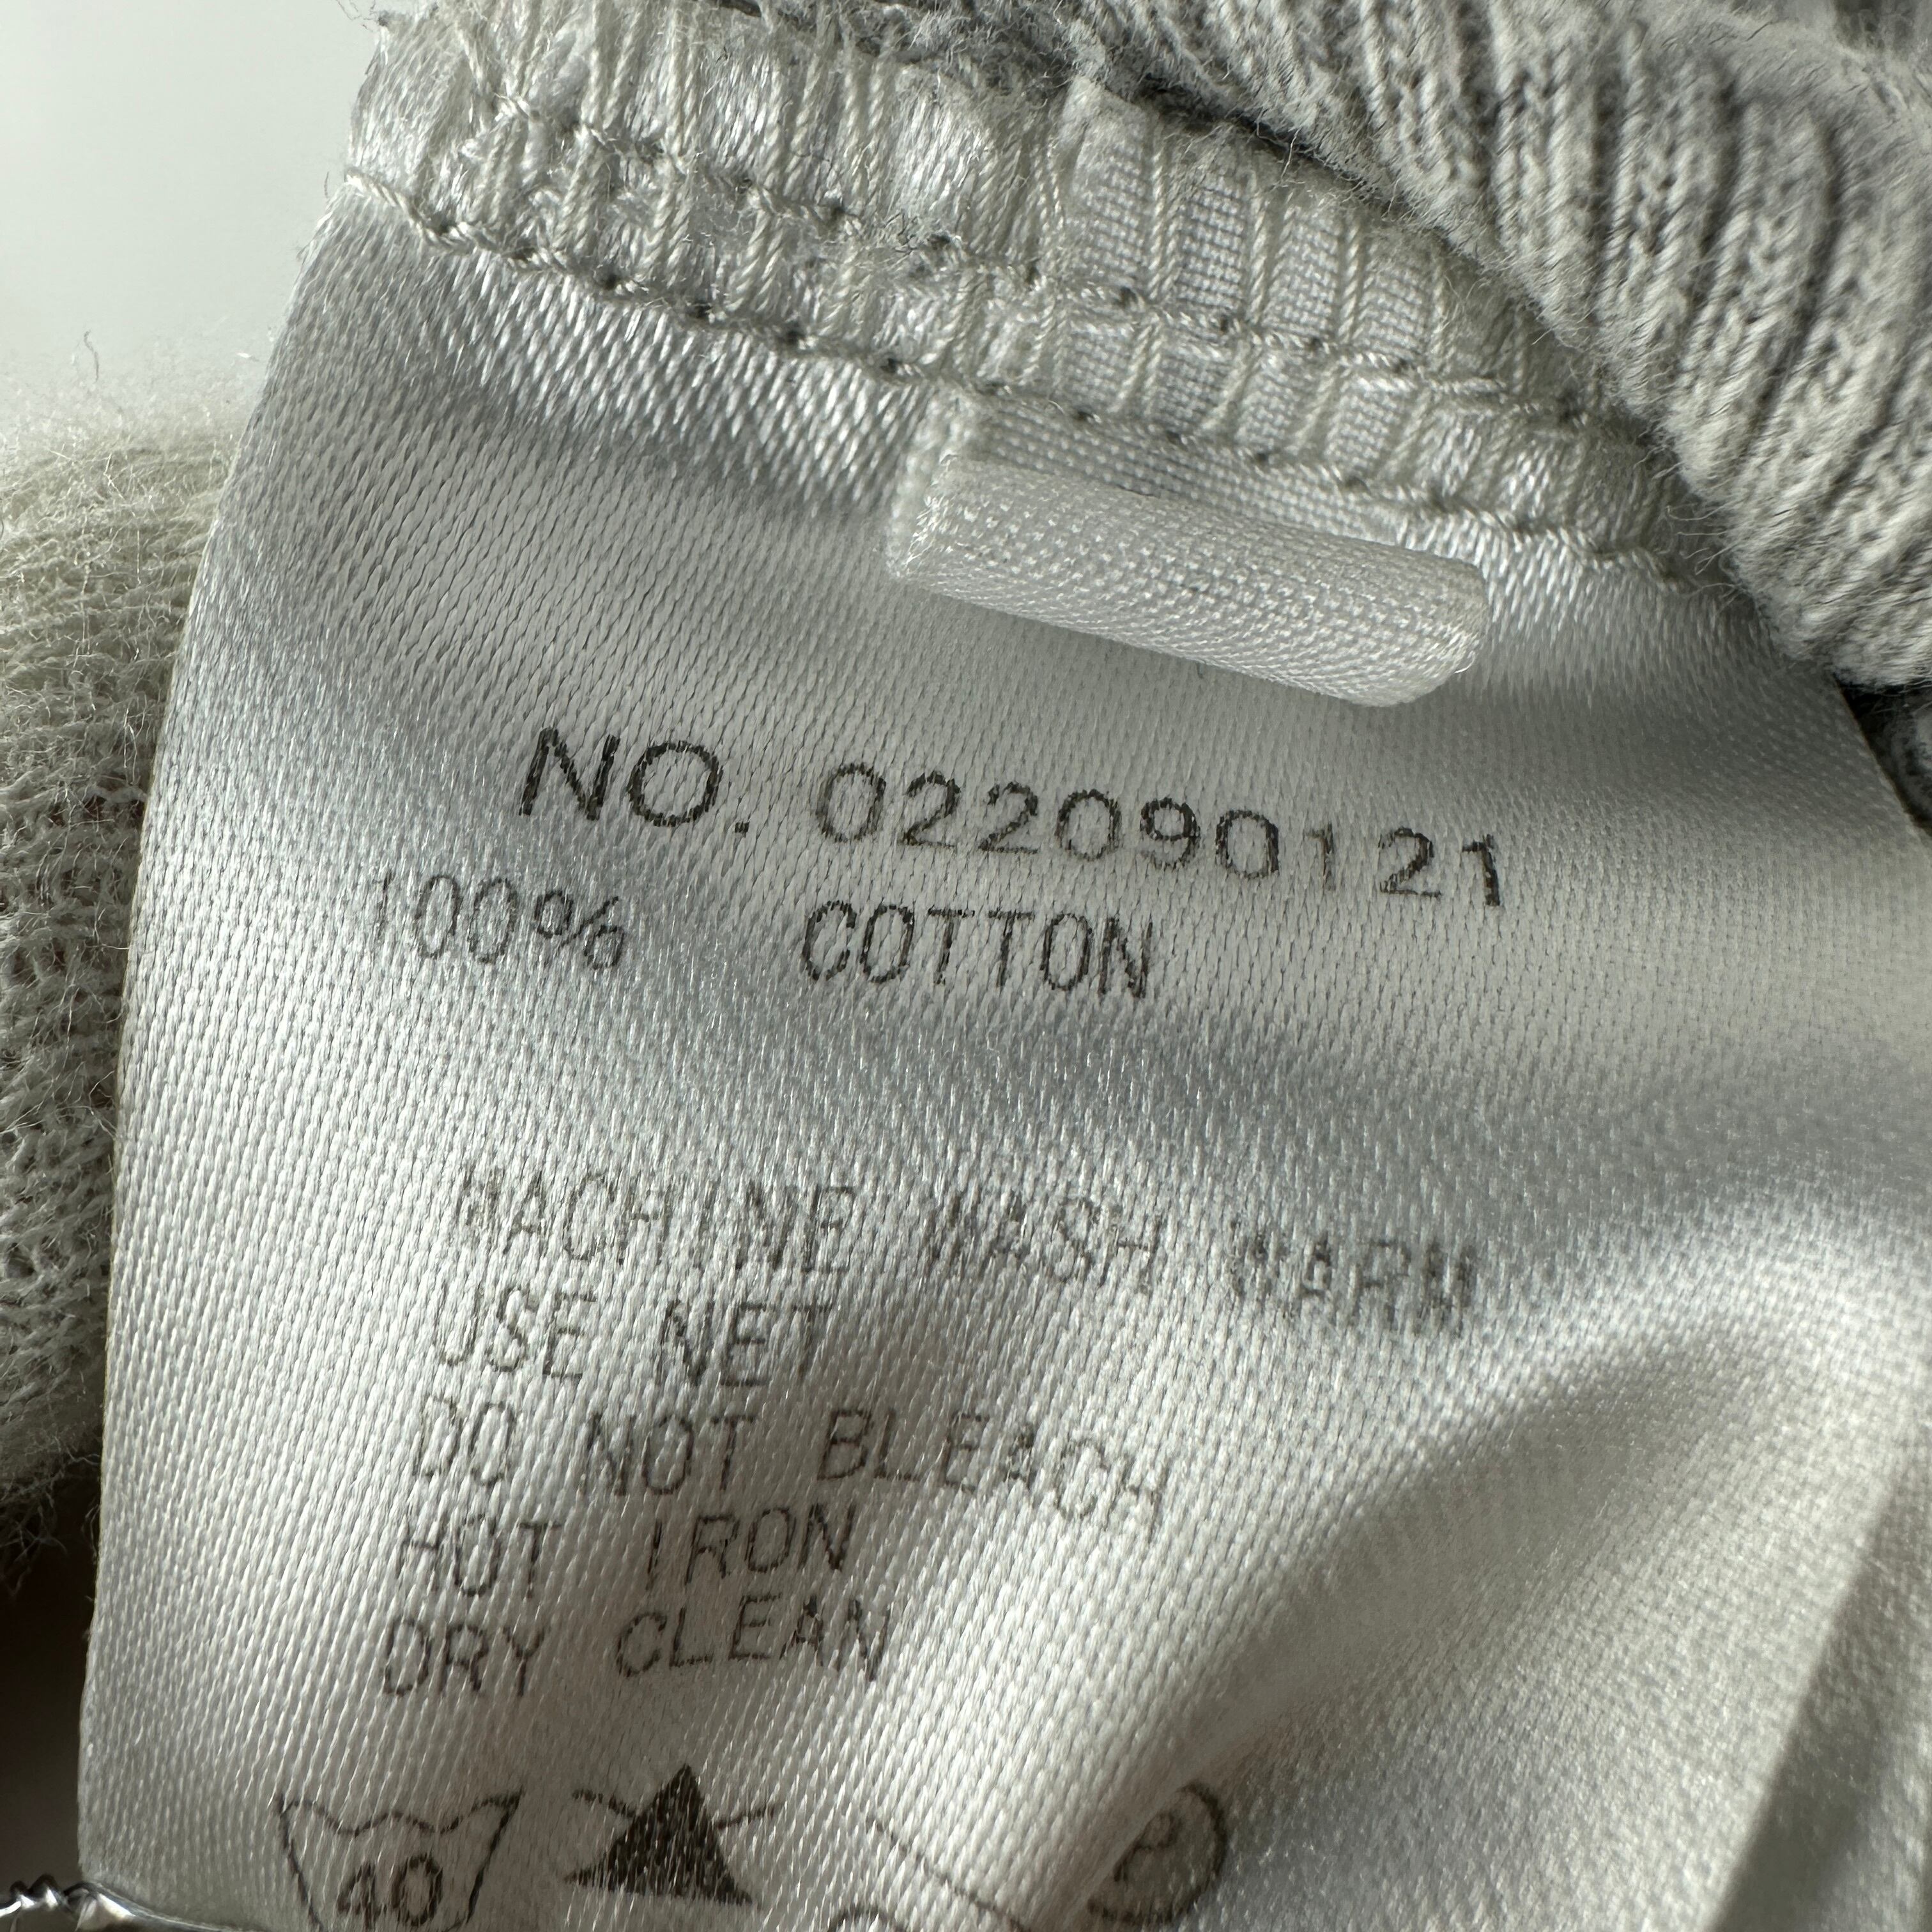 NO. 022090121
100% COTTON
MACHINE WASH WARM
USE NET
DO NOT BLEACH
HOT IRON
DRY CLEAN
40